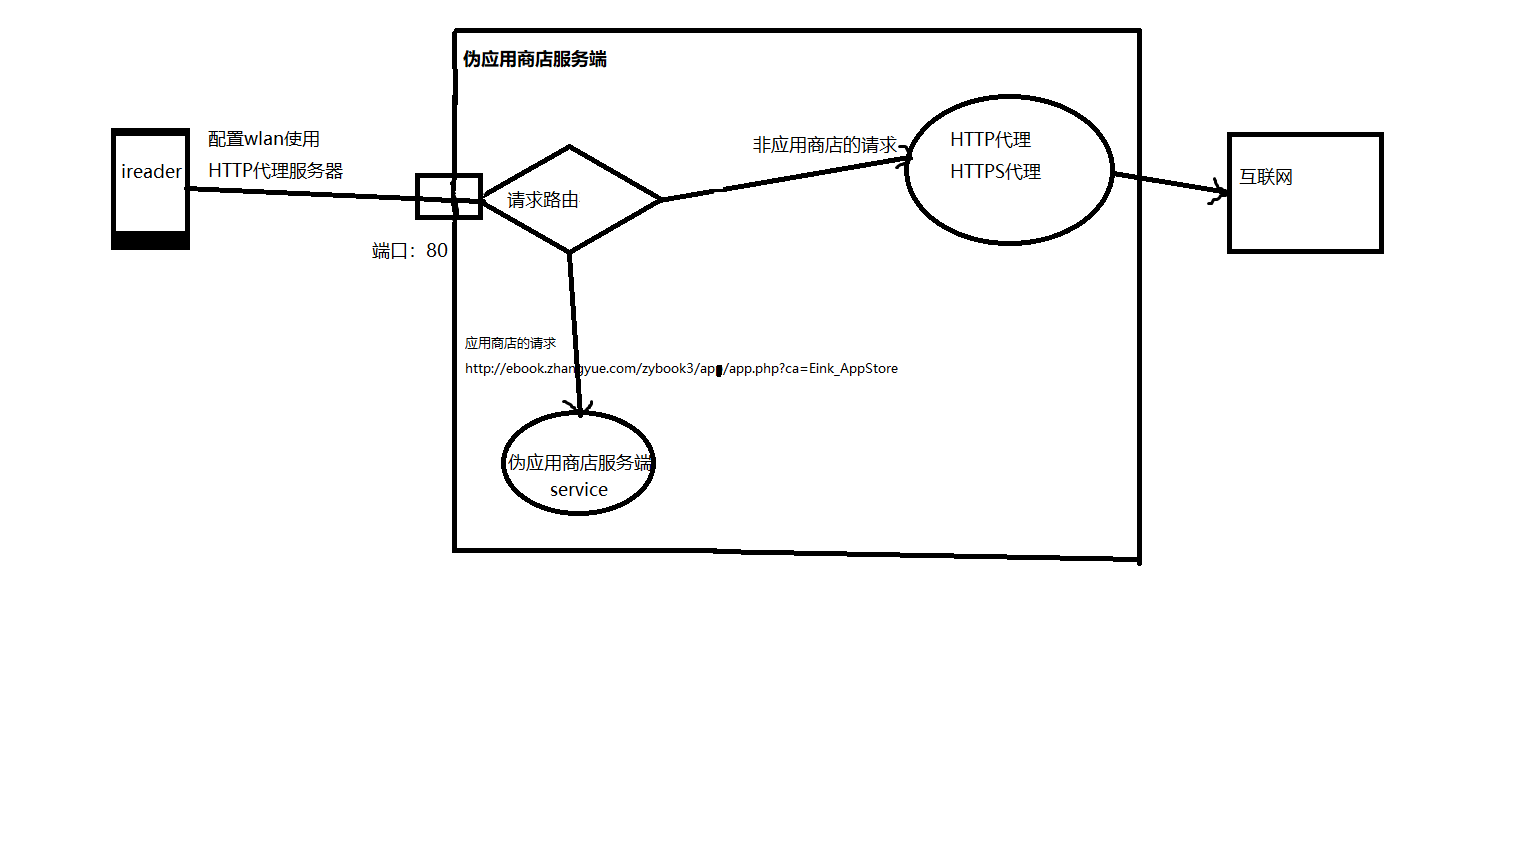 伪应用商店服务端
配置wlan使用
HTTP代理服务器
ireader
端口：80
请求路由
非应用商店的请求
HTTP代理
HTTPS代理
互联网
应用商店的请求
http://ebook.zhangyue.com/zybook3/app/app.php?ca=Eink_AppStore
伪应用商店服务端
service